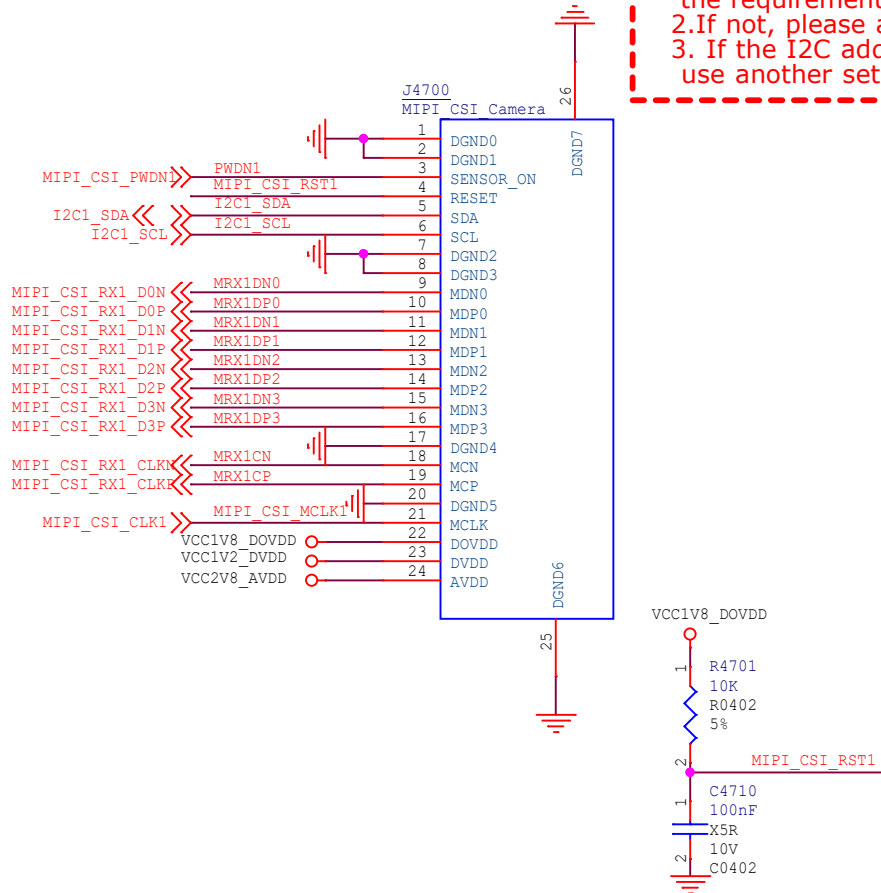 the requirement
2.If not, please a
3. If the I2C add
use another set
J4700
MIPI_CSI_Camera
26
DGND7
1 DGND0
2 DGND1
MIPI_CSI_PWDN1 PWDN1 3 SENSOR_ON
MIPI_CSI_RST1 4 RESET
I2C1_SDA I2C1_SDA 5 SDA
I2C1_SCL I2C1_SCL 6 SCL
7 DGND2
8 DGND3
MIPI_CSI_RX1_D0N MRX1DN0 9 MDN0
MIPI_CSI_RX1_D0P MRX1DP0 10 MDP0
MIPI_CSI_RX1_D1N MRX1DN1 11 MDN1
MIPI_CSI_RX1_D1P MRX1DP1 12 MDP1
MIPI_CSI_RX1_D2N MRX1DN2 13 MDN2
MIPI_CSI_RX1_D2P MRX1DP2 14 MDP2
MIPI_CSI_RX1_D3N MRX1DN3 15 MDN3
MIPI_CSI_RX1_D3P MRX1DP3 16 MDP3
17 DGND4
MIPI_CSI_RX1_CLKN MRX1CN 18 MCN
MIPI_CSI_RX1_CLKP MRX1CP 19 MCP
20 DGND5
MIPI_CSI_CLK1 MIPI_CSI_MCLK1 21 MCLK
VCC1V8_DOVDD 22 DOVDD
VCC1V2_DVDD 23 DVDD
VCC2V8_AVDD 24 AVDD
DGND6
25
VCC1V8_DOVDD
1 R4701
10K
R0402
5%
2 MIPI_CSI_RST1
C4710
1 100nF
X5R
10V
2 C0402